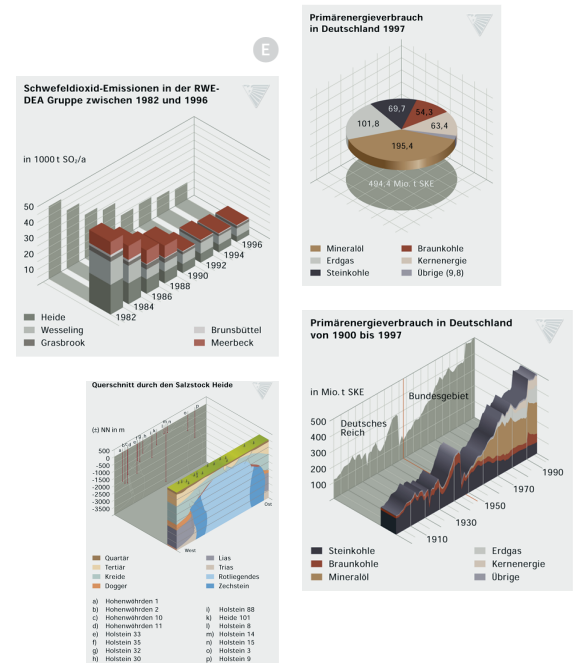 E
Schwefeldioxid-Emissionen in der RWE-
DEA Gruppe zwischen 1982 und 1996
in 1000 t SO₂/a
50
40
30
20
10
1996
1994
1992
1990
1988
1986
1984
1982
Heide
Wesseling
Grasbrook
Brunsbüttel
Meerbeck
Primärenergieverbrauch
in Deutschland 1997
69,7
54,3
101,8
63,4
195,4
494,4 Mio. t SKE
Mineralöl
Erdgas
Steinkohle
Braunkohle
Kernenergie
Übrige (9,8)
Querschnitt durch den Salzstock Heide
(±) NN in m
500
0
-500
-1000
-1500
-2000
-2500
-3000
-3500
West
Ost
Quartär
Tertiär
Kreide
Dogger
Lias
Trias
Rotliegendes
Zechstein
a) Hohenwöhrden 1
b) Hohenwöhrden 2
c) Hohenwöhrden 10
d) Hohenwöhrden 11
e) Holstein 33
f) Holstein 35
g) Holstein 32
h) Holstein 30
i) Holstein 88
k) Heide 101
l) Holstein 8
m) Holstein 14
n) Holstein 15
o) Holstein 3
p) Holstein 9
Primärenergieverbrauch in Deutschland
von 1900 bis 1997
in Mio. t SKE
500
400
300
200
100
Deutsches
Reich
Bundesgebiet
1990
1970
1950
1930
1910
Steinkohle
Braunkohle
Mineralöl
Erdgas
Kernenergie
Übrige